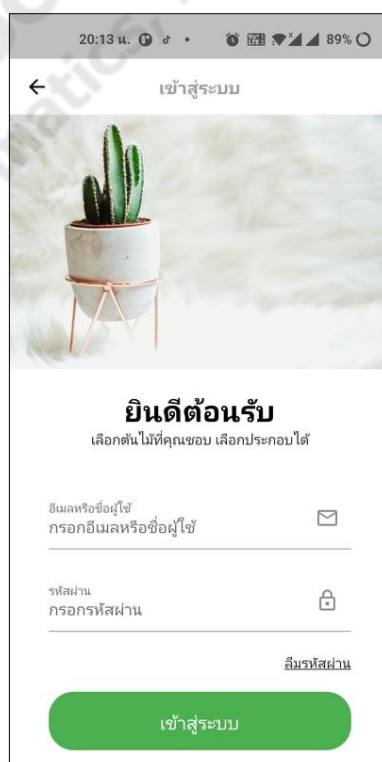 20:13 น. 89%
เข้าสู่ระบบ
ยินดีต้อนรับ
เลือกต้นไม้ที่คุณชอบ เลือกประกอบได้
อีเมลหรือชื่อผู้ใช้
กรอกอีเมลหรือชื่อผู้ใช้
รหัสผ่าน
กรอกรหัสผ่าน
ลืมรหัสผ่าน
เข้าสู่ระบบ